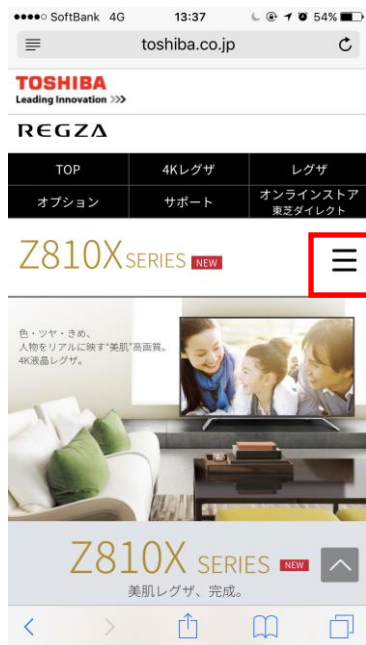 ●●●●○ SoftBank 4G 13:37 54%
toshiba.co.jp
TOSHIBA
Leading Innovation >>>
REGZA
TOP 4Kレグザ レグザ
オプション サポート オンラインストア
東芝ダイレクト
Z810X SERIES NEW
色・ツヤ・きめ、
人物をリアルに映す“美肌”高画質。
4K液晶レグザ。
Z810X SERIES NEW
美肌レグザ、完成。